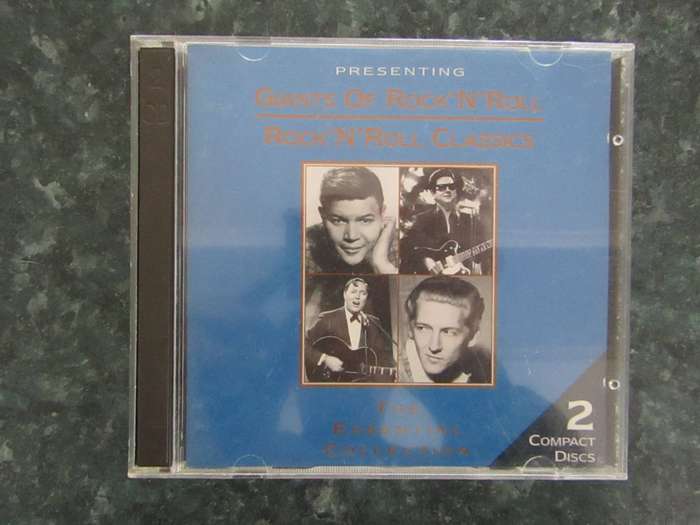 PRESENTING
GIANTS OF ROCK'N'ROLL
ROCK'N'ROLL CLASSICS
THE
ESSENTIAL
COLLECTION
2
COMPACT
DISCS